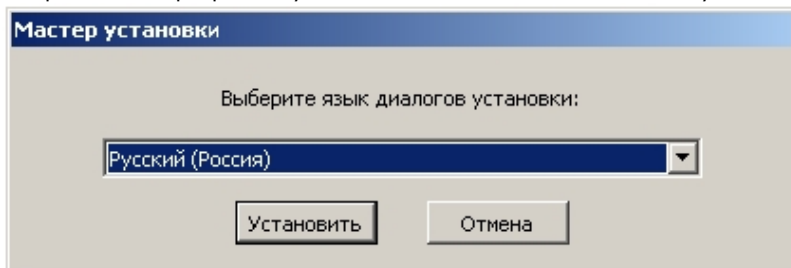 Мастер установки
Выберите язык диалогов установки:
Русский (Россия)
Установить
Отмена